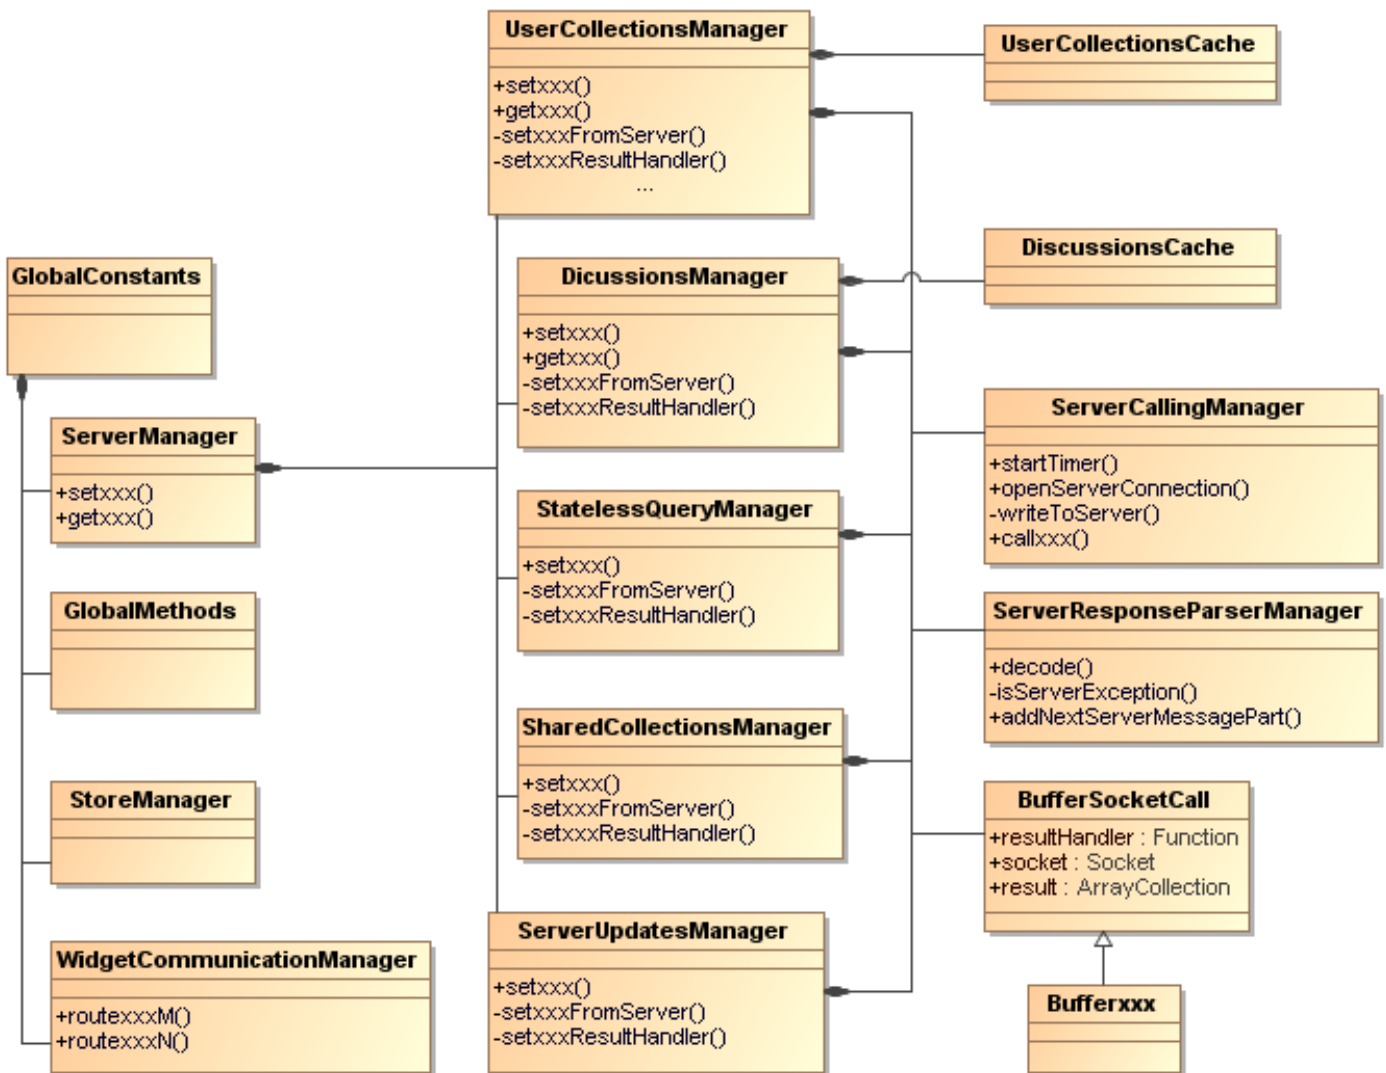 UserCollectionsManager
+setxxx()
+getxxx()
-setxxxFromServer()
-setxxxResultHandler()
...
UserCollectionsCache
GlobalConstants
DicussionsManager
+setxxx()
+getxxx()
-setxxxFromServer()
-setxxxResultHandler()
DiscussionsCache
ServerManager
+setxxx()
+getxxx()
ServerCallingManager
+startTimer()
+openServerConnection()
-writeToServer()
+callxxx()
StatelessQueryManager
+setxxx()
-setxxxFromServer()
-setxxxResultHandler()
GlobalMethods
ServerResponseParserManager
+decode()
-isServerException()
+addNextServerMessagePart()
SharedCollectionsManager
+setxxx()
-setxxxFromServer()
-setxxxResultHandler()
StoreManager
BufferSocketCall
+resultHandler : Function
+socket : Socket
+result : ArrayCollection
ServerUpdatesManager
+setxxx()
-setxxxFromServer()
-setxxxResultHandler()
WidgetCommunicationManager
+routexxxM()
+routexxxN()
Bufferxxx